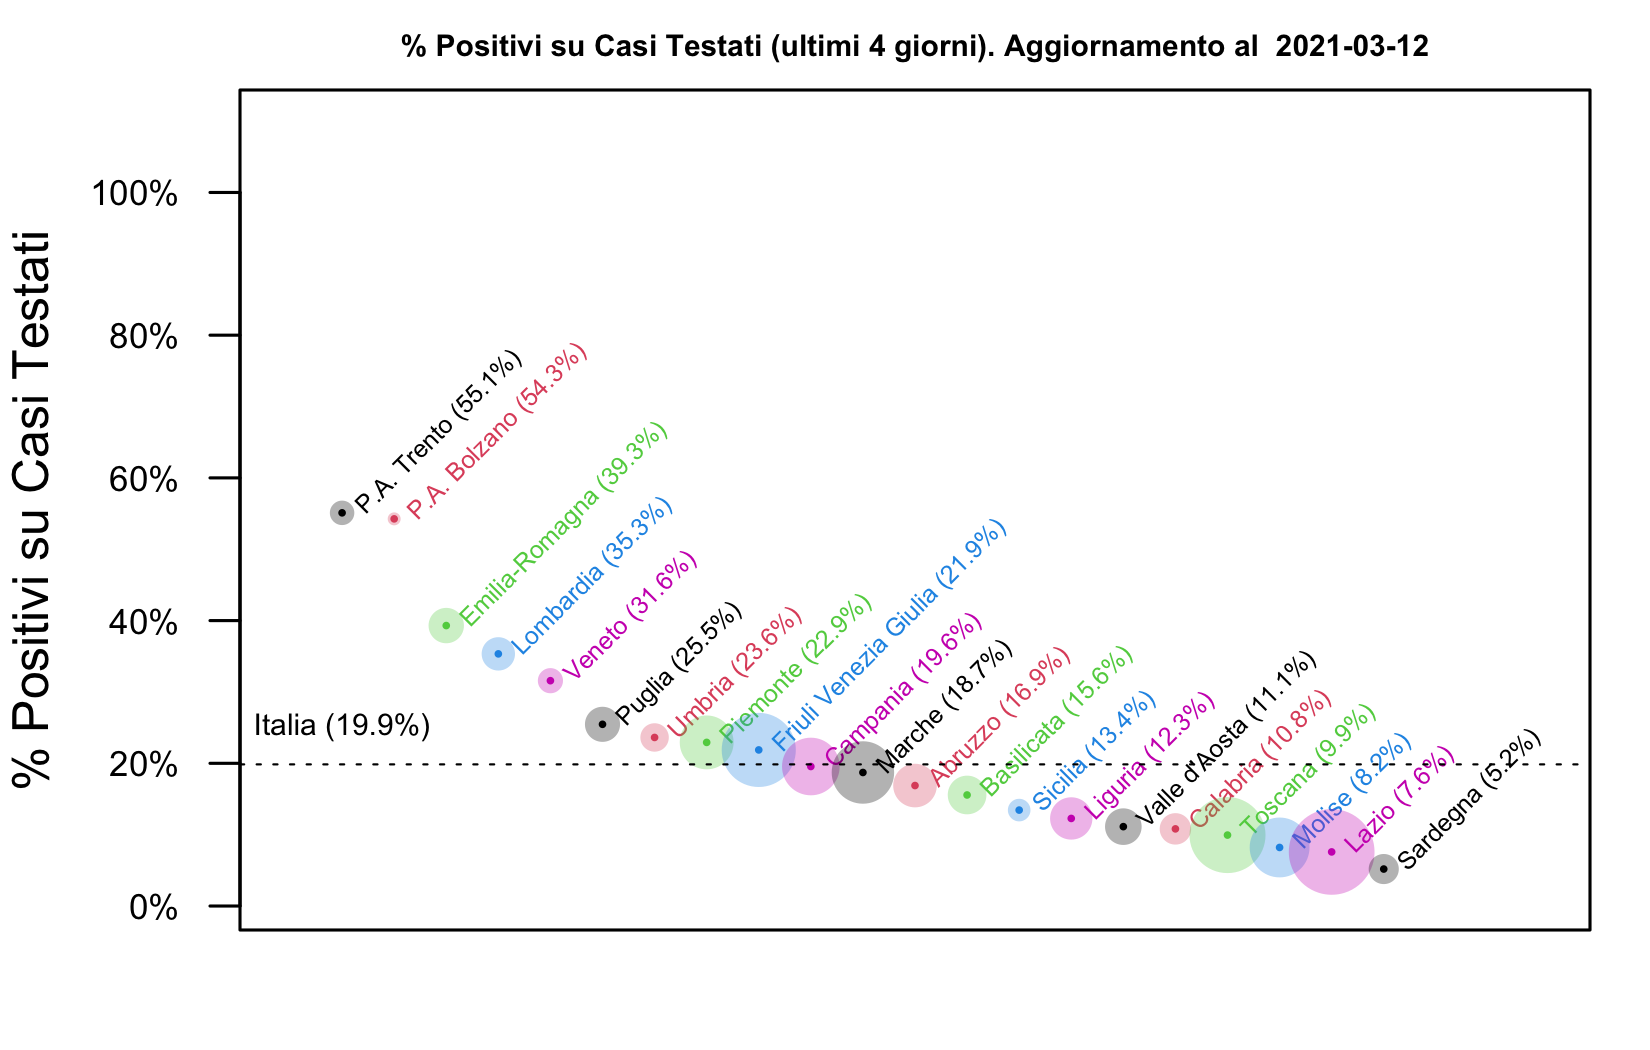 % Positivi su Casi Testati (ultimi 4 giorni). Aggiornamento al  2021-03-12
% Positivi su Casi Testati
100%
80%
60%
40%
20%
0%
Italia (19.9%)
P.A. Trento (55.1%)
P.A. Bolzano (54.3%)
Emilia-Romagna (39.3%)
Lombardia (35.3%)
Veneto (31.6%)
Puglia (25.5%)
Umbria (23.6%)
Piemonte (22.9%)
Friuli Venezia Giulia (21.9%)
Campania (19.6%)
Marche (18.7%)
Abruzzo (16.9%)
Basilicata (15.6%)
Sicilia (13.4%)
Liguria (12.3%)
Valle d'Aosta (11.1%)
Calabria (10.8%)
Toscana (9.9%)
Molise (8.2%)
Lazio (7.6%)
Sardegna (5.2%)